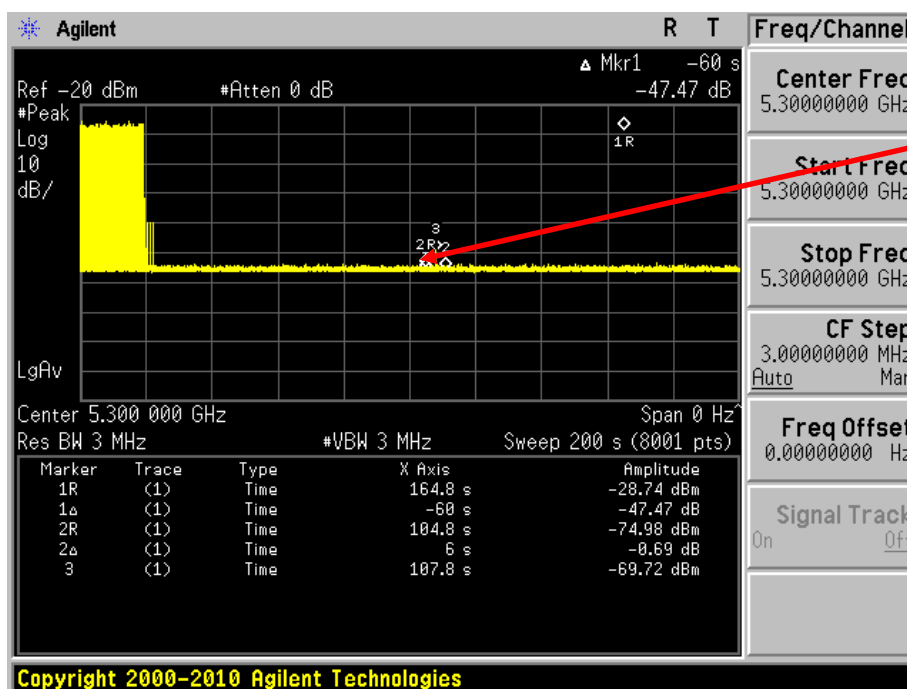 Agilent R T
Freq/Channel
▵ Mkr1 -60 s
Ref -20 dBm #Atten 0 dB -47.47 dB
#Peak
Log
10
dB/
1R
3
2R
LgAv
Center 5.300 000 GHz Span 0 Hz^
Res BW 3 MHz #VBW 3 MHz Sweep 200 s (8001 pts)
Marker Trace Type X Axis Amplitude
1R (1) Time 164.8 s -28.74 dBm
1▵ (1) Time -60 s -47.47 dB
2R (1) Time 104.8 s -74.98 dBm
2▵ (1) Time 6 s -0.69 dB
3 (1) Time 107.8 s -69.72 dBm
Center Freq
5.30000000 GHz
Start Freq
5.30000000 GHz
Stop Freq
5.30000000 GHz
CF Step
3.00000000 MHz
Auto Man
Freq Offset
0.00000000 Hz
Signal Track
On Off
Copyright 2000-2010 Agilent Technologies